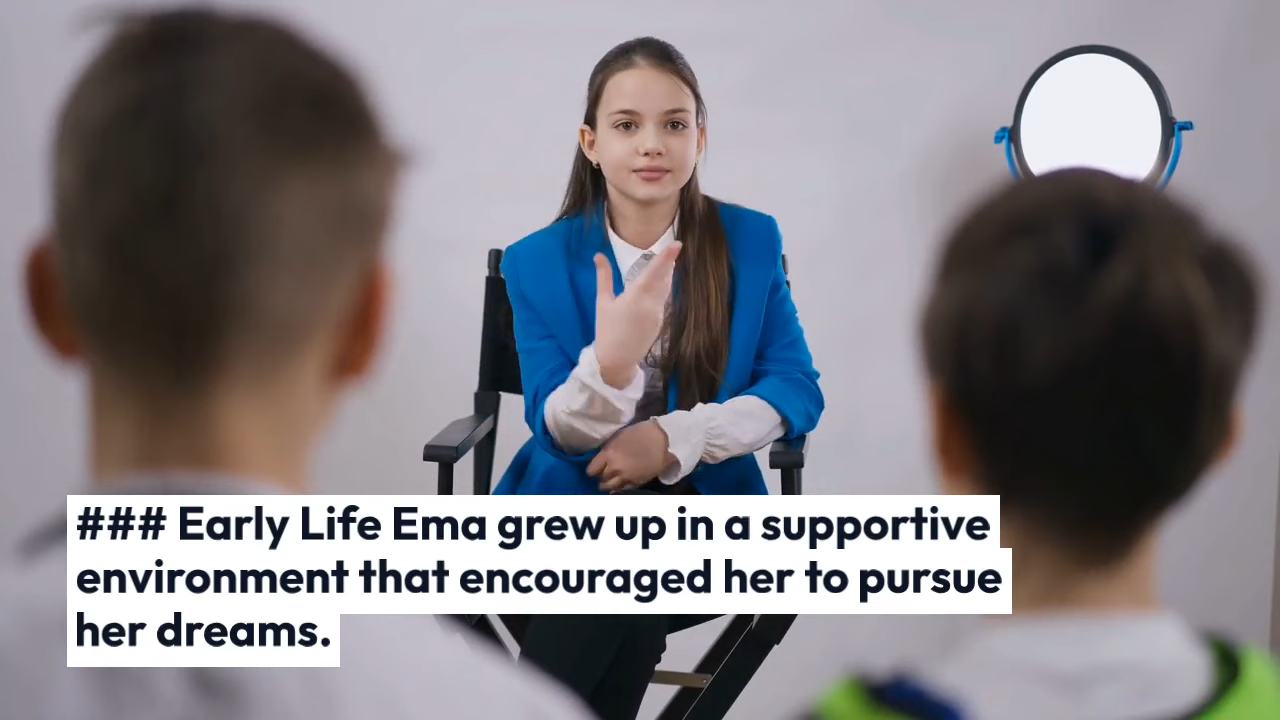 ### Early Life Ema grew up in a supportive
environment that encouraged her to pursue
her dreams.